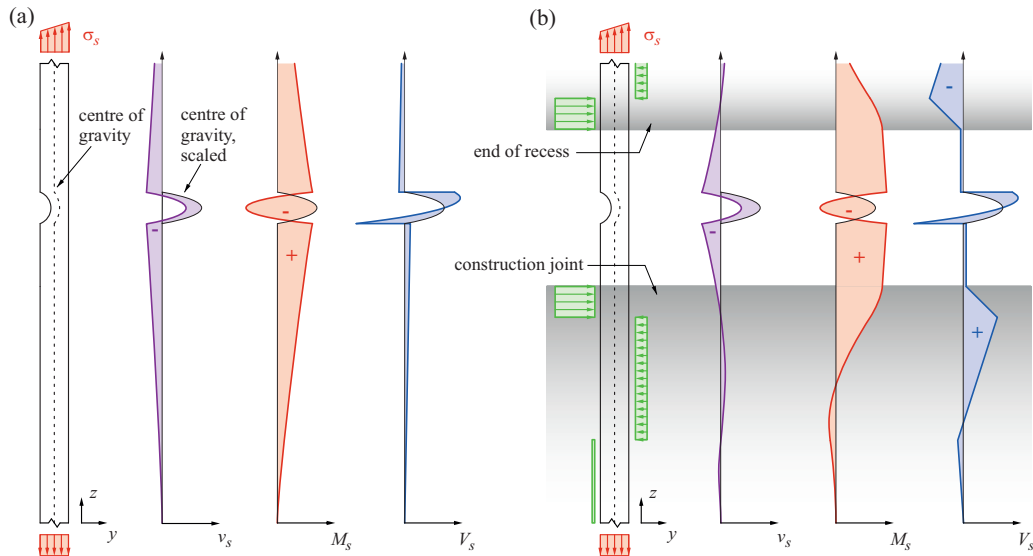 (a)
σs
centre of
gravity
centre of
gravity,
scaled
-
-
+
z
y
vs
Ms
Vs
(b)
σs
-
end of recess
-
-
+
construction joint
+
z
y
vs
Ms
Vs